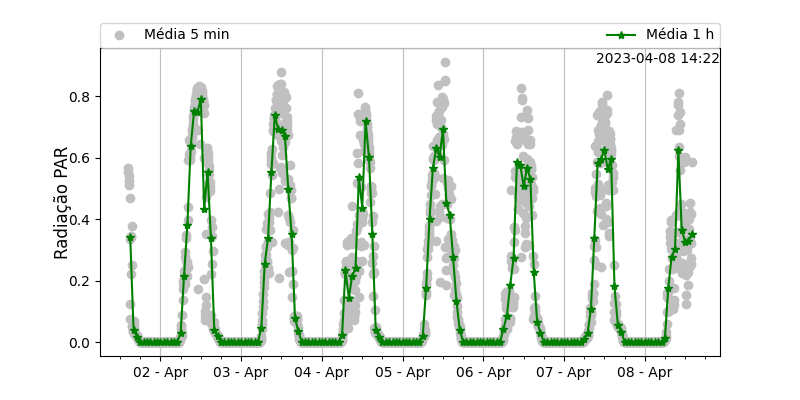 Média 5 min
Média 1 h
2023-04-08 14:22
Radiação PAR
0.8
0.6
0.4
0.2
0.0
02 - Apr
03 - Apr
04 - Apr
05 - Apr
06 - Apr
07 - Apr
08 - Apr